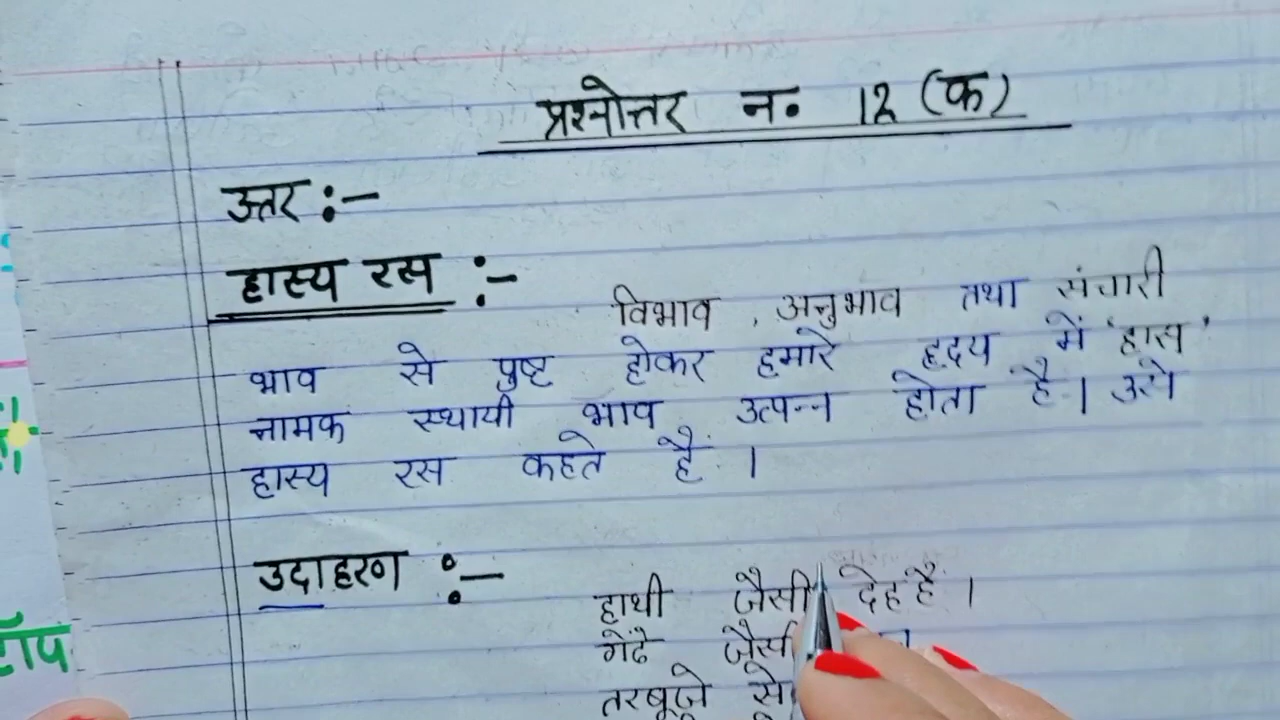 प्रश्नोत्तर न० 12 (क)
उत्तर :-
हास्य रस :-
विभाव , अनुभाव तथा संचारी
भाव से पुष्ट होकर हमारे हृदय में 'हास'
नामक स्थायी भाव उत्पन्न होता है। उसे
हास्य रस कहते हैं ।
उदाहरण :-
हाथी जैसी देह है ।
गेंडे जैसी
तरबूजे से
टॉप